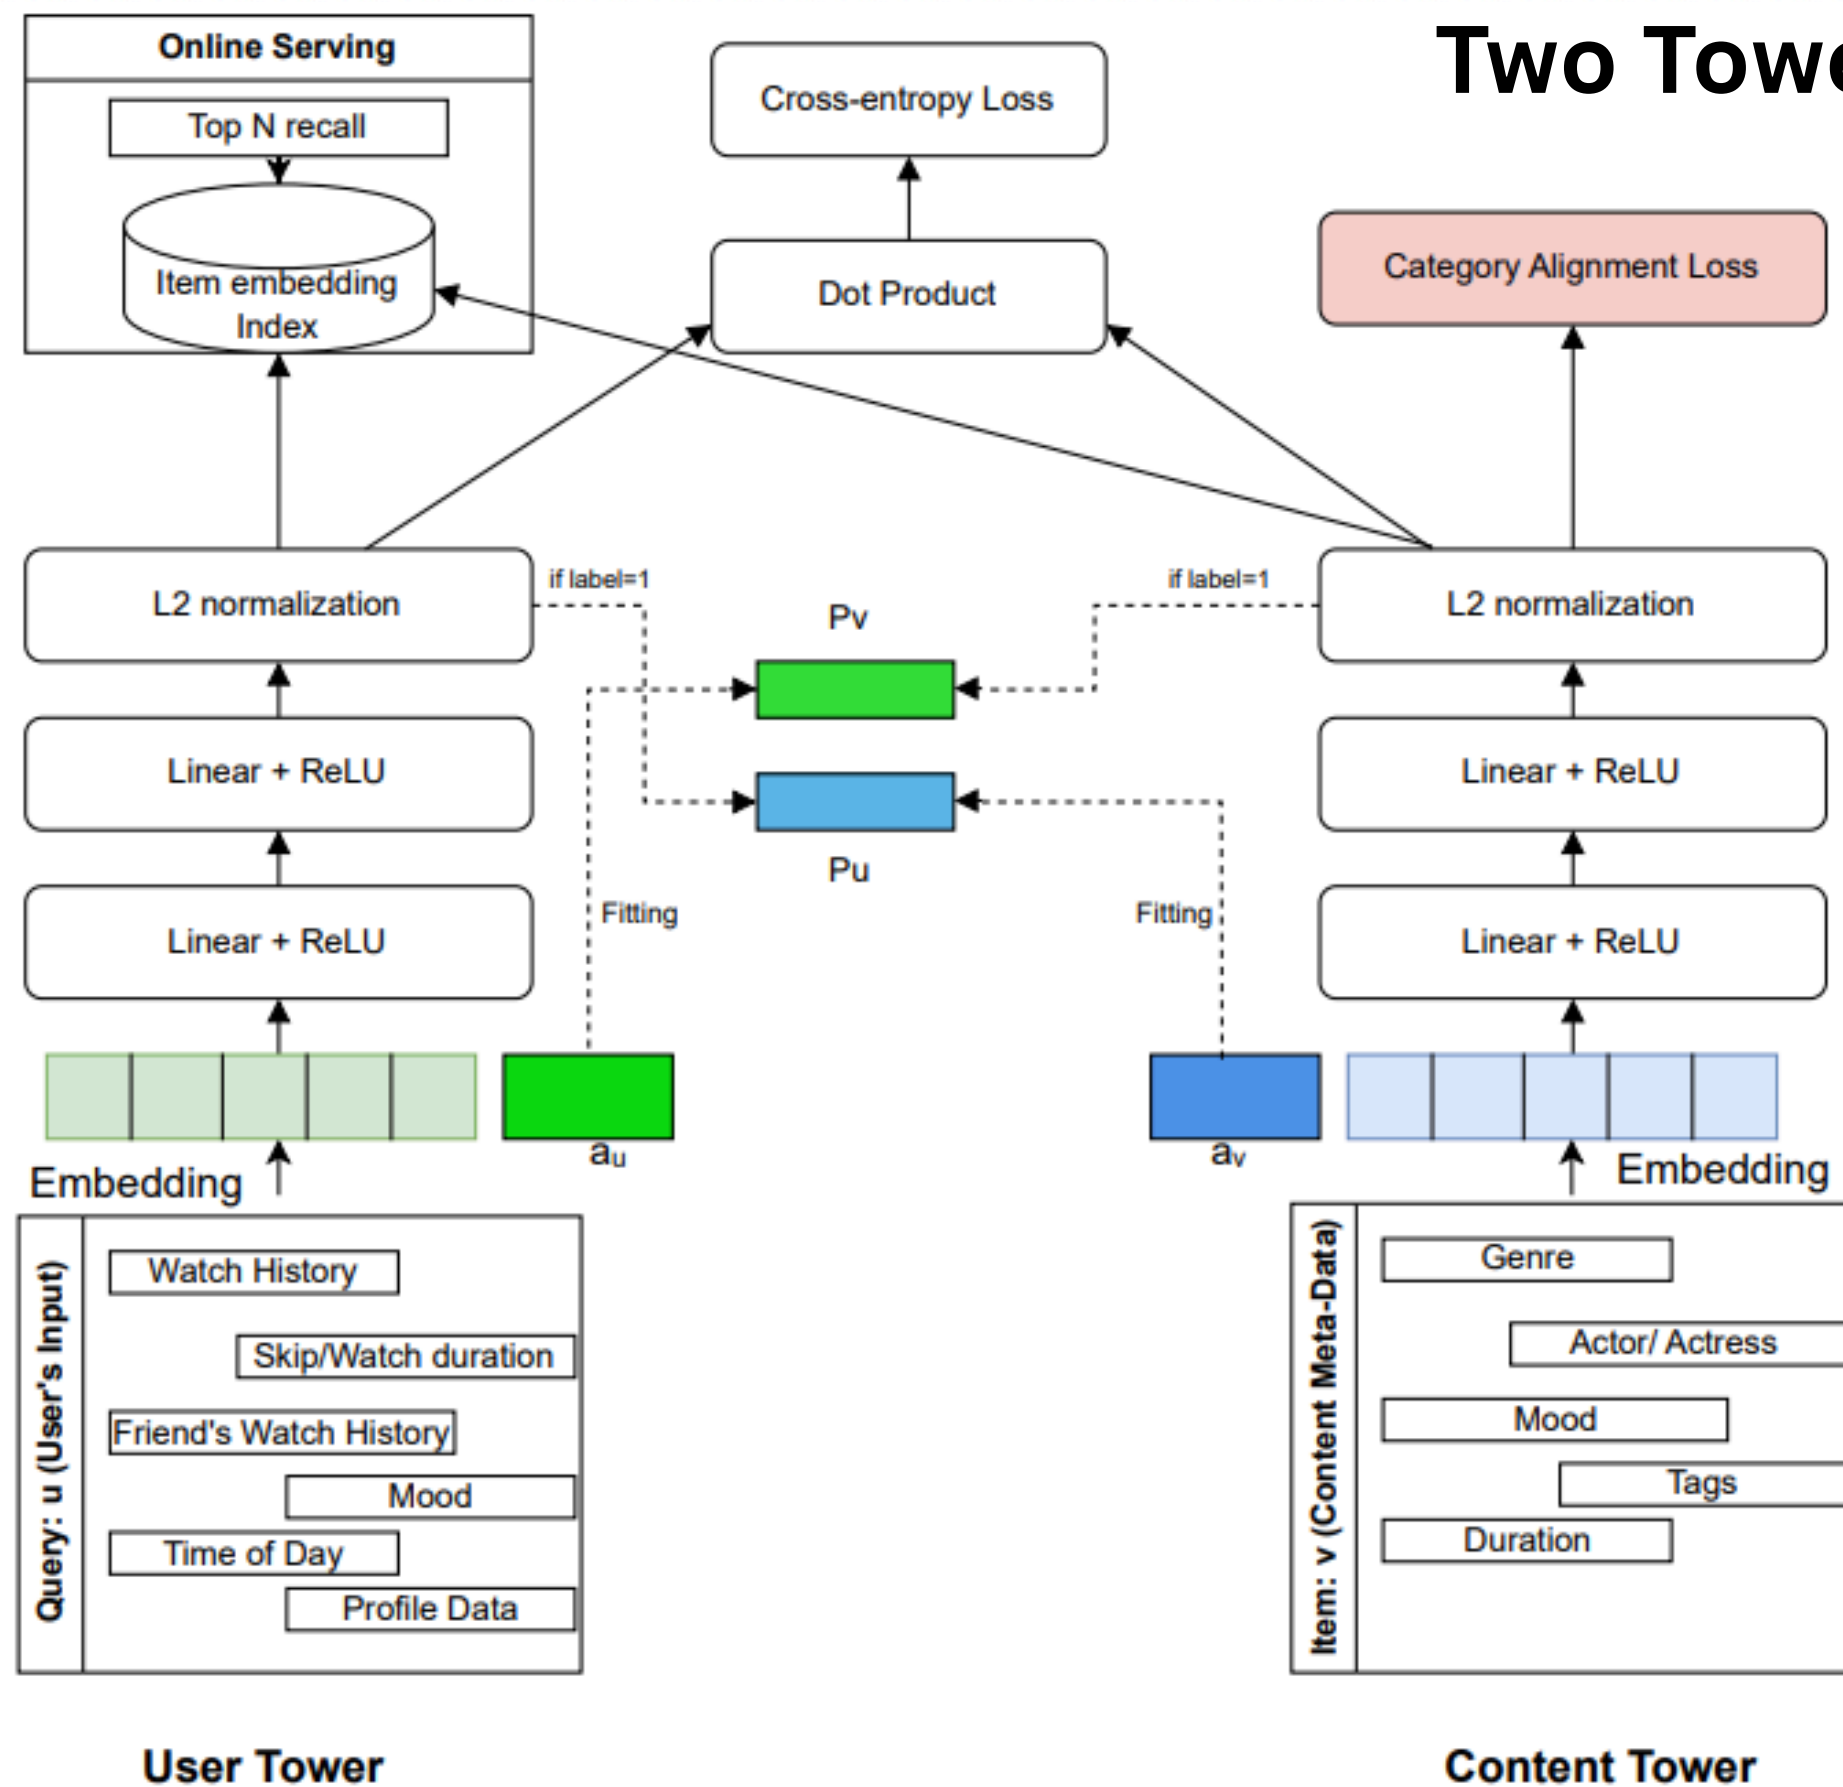 Two Towe
Online Serving
Top N recall
Item embedding
Index
Cross-entropy Loss
Dot Product
Category Alignment Loss
L2 normalization
if label=1
Pv
if label=1
L2 normalization
Linear + ReLU
Linear + ReLU
Pu
Fitting
Fitting
Linear + ReLU
Linear + ReLU
au
av
Embedding
Embedding
Query: u (User's Input)
Watch History
Skip/Watch duration
Friend's Watch History
Mood
Time of Day
Profile Data
Item: v (Content Meta-Data)
Genre
Actor/ Actress
Mood
Tags
Duration
User Tower
Content Tower